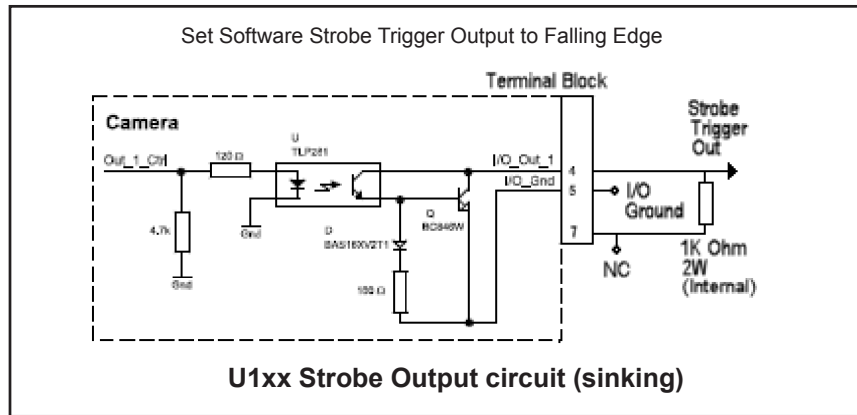 Set Software Strobe Trigger Output to Falling Edge
Terminal Block
Camera
Strobe
Trigger
Out
U
TLP281
Out_1_Ctrl
120 Ω
I/O_Out_1
4
I/O_Gnd
5
I/O
Ground
4.7k
Gnd
Gnd
Q
BC846W
D
BAS16XV2T1
7
NC
1K Ohm
2W
(Internal)
U1xx Strobe Output circuit (sinking)